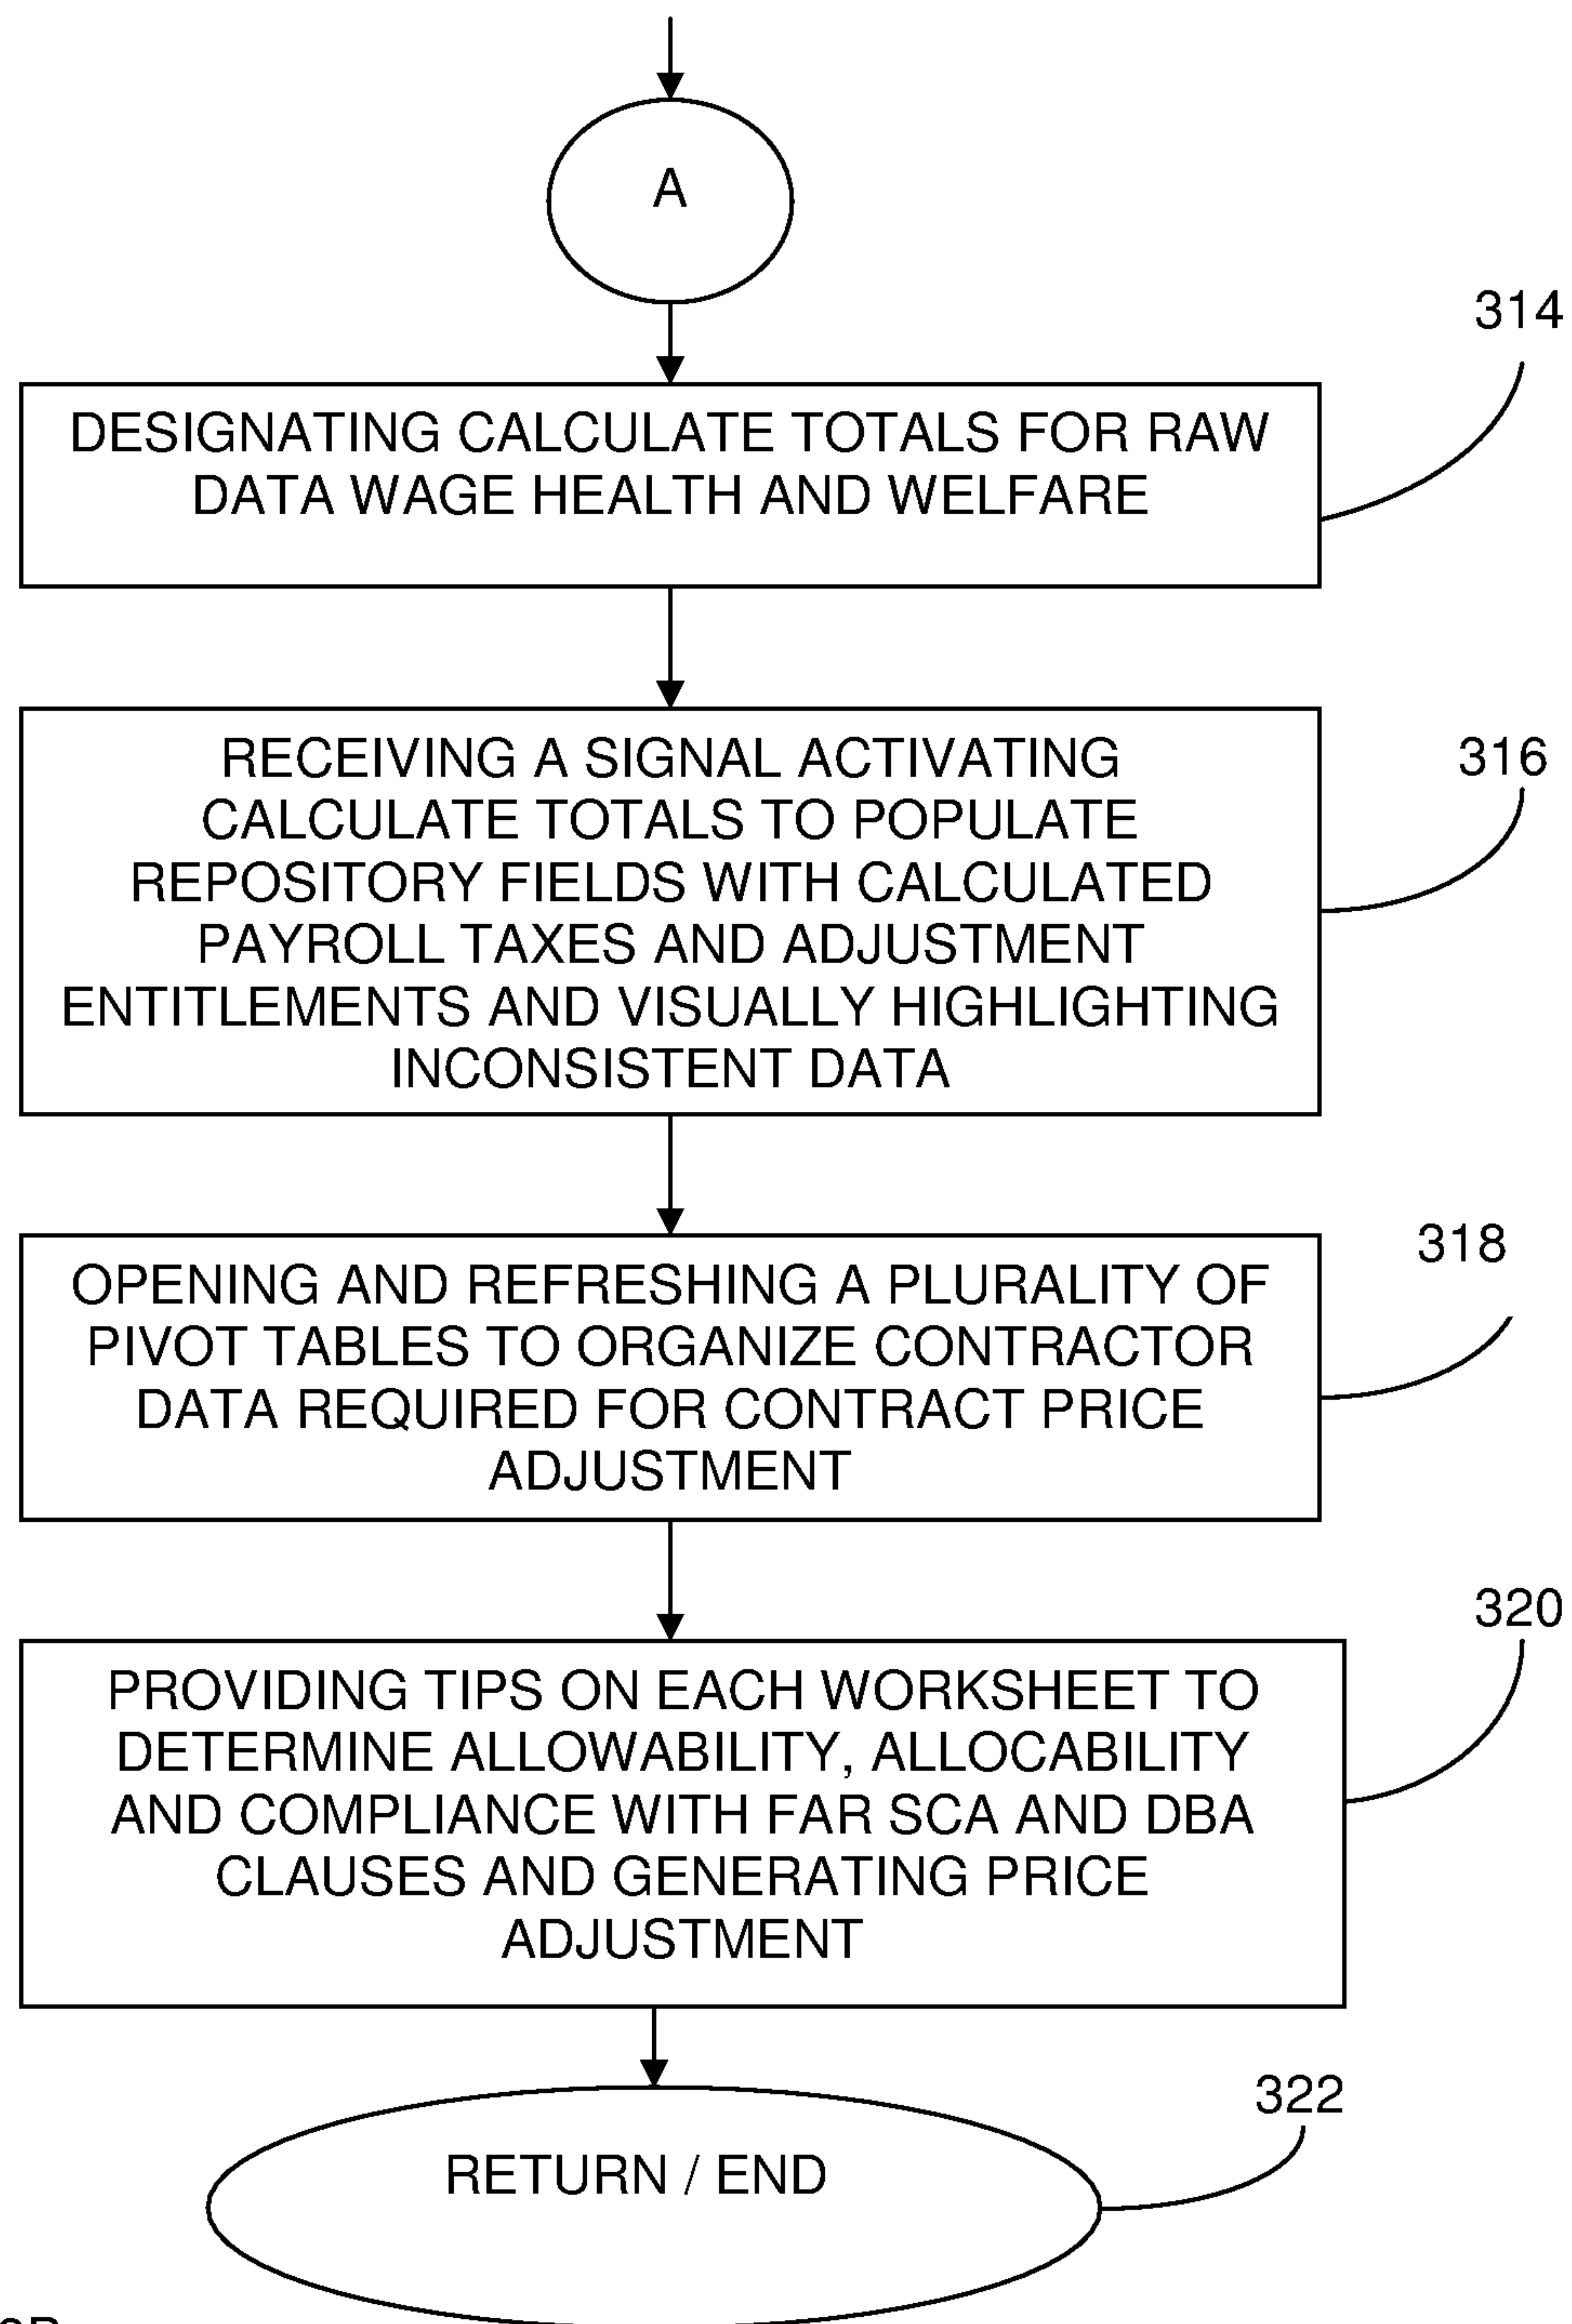 A
314
DESIGNATING CALCULATE TOTALS FOR RAW
DATA WAGE HEALTH AND WELFARE
316
RECEIVING A SIGNAL ACTIVATING
CALCULATE TOTALS TO POPULATE
REPOSITORY FIELDS WITH CALCULATED
PAYROLL TAXES AND ADJUSTMENT
ENTITLEMENTS AND VISUALLY HIGHLIGHTING
INCONSISTENT DATA
318
OPENING AND REFRESHING A PLURALITY OF
PIVOT TABLES TO ORGANIZE CONTRACTOR
DATA REQUIRED FOR CONTRACT PRICE
ADJUSTMENT
320
PROVIDING TIPS ON EACH WORKSHEET TO
DETERMINE ALLOWABILITY, ALLOCABILITY
AND COMPLIANCE WITH FAR SCA AND DBA
CLAUSES AND GENERATING PRICE
ADJUSTMENT
322
RETURN / END